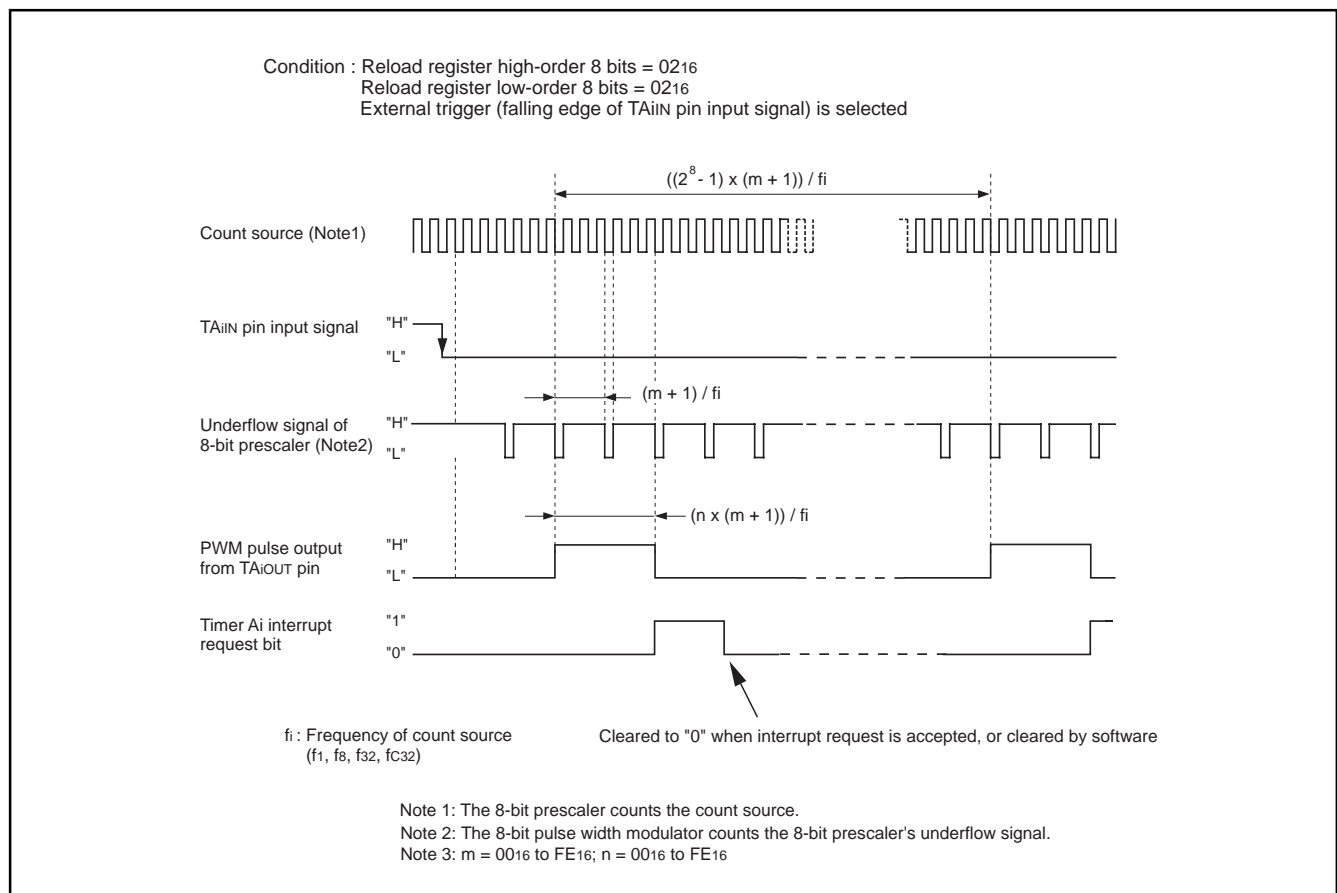 Condition : Reload register high-order 8 bits = 0216
Reload register low-order 8 bits = 0216
External trigger (falling edge of TAiIN pin input signal) is selected
((2^8 - 1) x (m + 1)) / fi
Count source (Note1)
TAiIN pin input signal
"H"
"L"
(m + 1) / fi
Underflow signal of
8-bit prescaler (Note2)
"H"
"L"
(n x (m + 1)) / fi
PWM pulse output
from TAiOUT pin
"H"
"L"
Timer Ai interrupt
request bit
"1"
"0"
fi : Frequency of count source
(f1, f8, f32, fC32)
Cleared to "0" when interrupt request is accepted, or cleared by software
Note 1: The 8-bit prescaler counts the count source.
Note 2: The 8-bit pulse width modulator counts the 8-bit prescaler's underflow signal.
Note 3: m = 0016 to FE16; n = 0016 to FE16